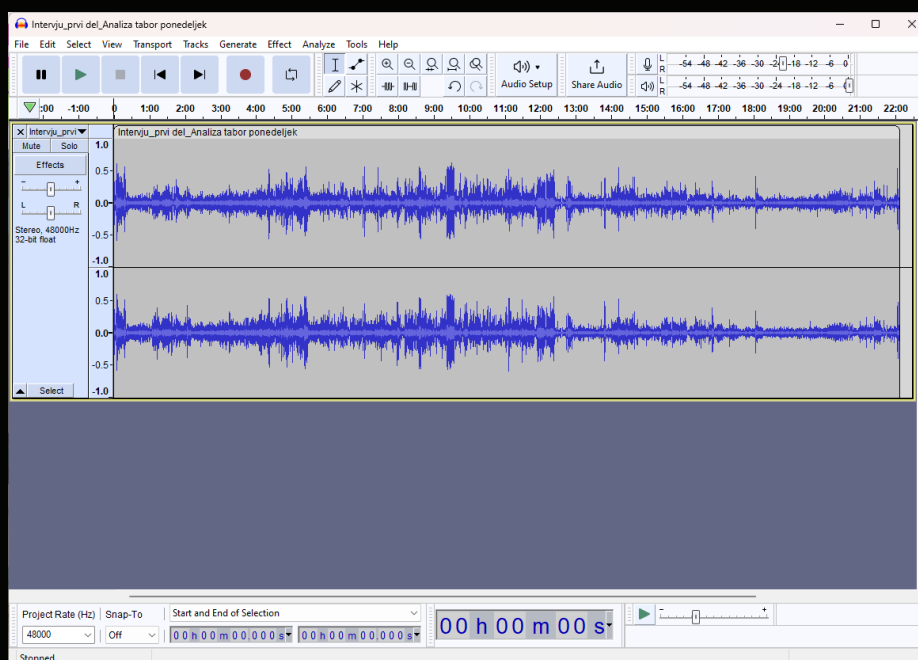 Intervju_prvi del_Analiza tabor ponedeljek
File Edit Select View Transport Tracks Generate Effect Analyze Tools Help
Audio Setup
Share Audio
L
R
-54 -48 -42 -36 -30 -24 -18 -12 -6 0
L
R
-54 -48 -42 -36 -30 -24 -18 -12 -6 0
:00 -1:00 0 1:00 2:00 3:00 4:00 5:00 6:00 7:00 8:00 9:00 10:00 11:00 12:00 13:00 14:00 15:00 16:00 17:00 18:00 19:00 20:00 21:00 22:00
Intervju_prvi
Intervju_prvi del_Analiza tabor ponedeljek
Mute Solo
Effects
- +
L R
Stereo, 48000Hz
32-bit float
1.0
0.5
0.0
-0.5
-1.0
1.0
0.5
0.0
-0.5
-1.0
Select
Project Rate (Hz) Snap-To
48000 Off
Start and End of Selection
00 h 00 m 00.000 s 00 h 00 m 00.000 s
00 h 00 m 00 s
- +
Stopped